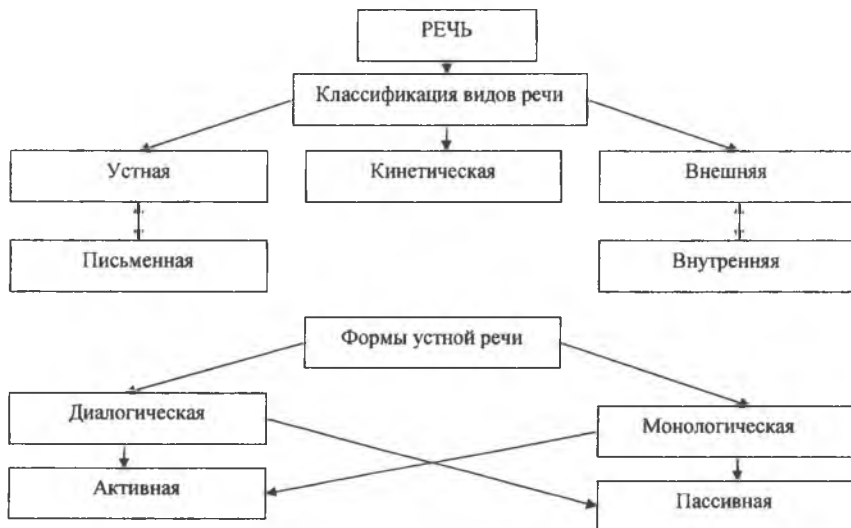 РЕЧЬ
Классификация видов речи
Устная
Кинетическая
Внешняя
Письменная
Внутренняя
Формы устной речи
Диалогическая
Монологическая
Активная
Пассивная